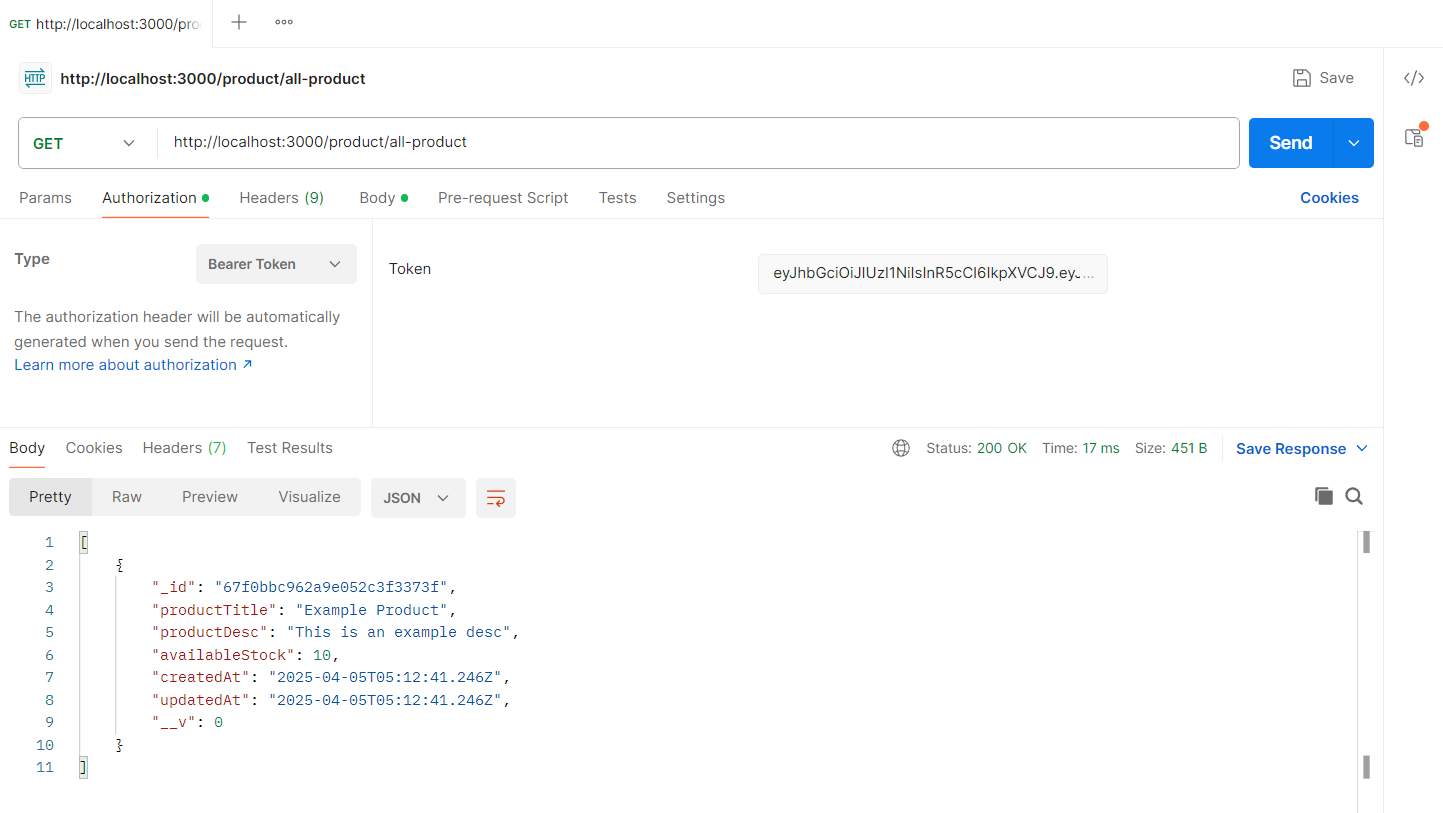 GET http://localhost:3000/pro
HTTP http://localhost:3000/product/all-product
Save
GET http://localhost:3000/product/all-product
Send
Params Authorization Headers (9) Body Pre-request Script Tests Settings Cookies
Type Bearer Token
Token eyJhbGciOiJIUzI1NiIsInR5cCI6IkpXVCJ9.eyJ...
The authorization header will be automatically
generated when you send the request.
Learn more about authorization ↗
Body Cookies Headers (7) Test Results Status: 200 OK Time: 17 ms Size: 451 B Save Response
Pretty Raw Preview Visualize JSON
1 [
2 {
3 "_id": "67f0bbc962a9e052c3f3373f",
4 "productTitle": "Example Product",
5 "productDesc": "This is an example desc",
6 "availableStock": 10,
7 "createdAt": "2025-04-05T05:12:41.246Z",
8 "updatedAt": "2025-04-05T05:12:41.246Z",
9 "__v": 0
10 }
11 ]